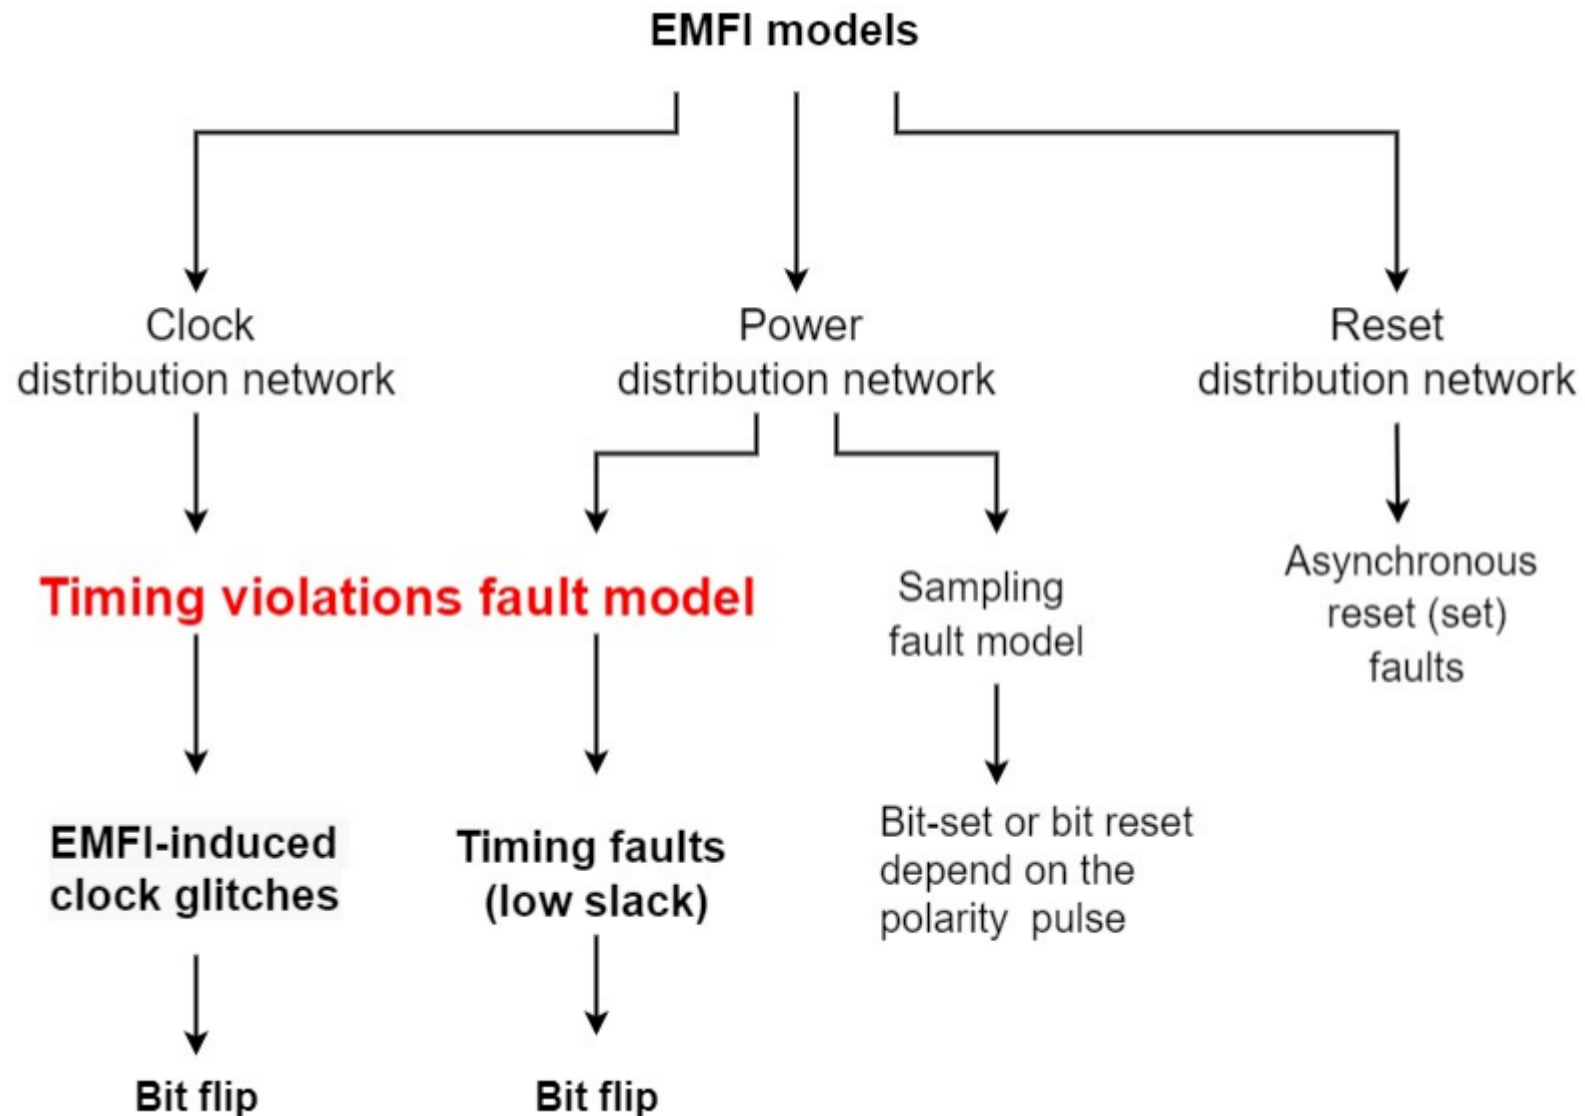 EMFI models
Clock
distribution network
Power
distribution network
Reset
distribution network
Timing violations fault model
Sampling
fault model
Asynchronous
reset (set)
faults
EMFI-induced
clock glitches
Timing faults
(low slack)
Bit-set or bit reset
depend on the
polarity pulse
Bit flip
Bit flip